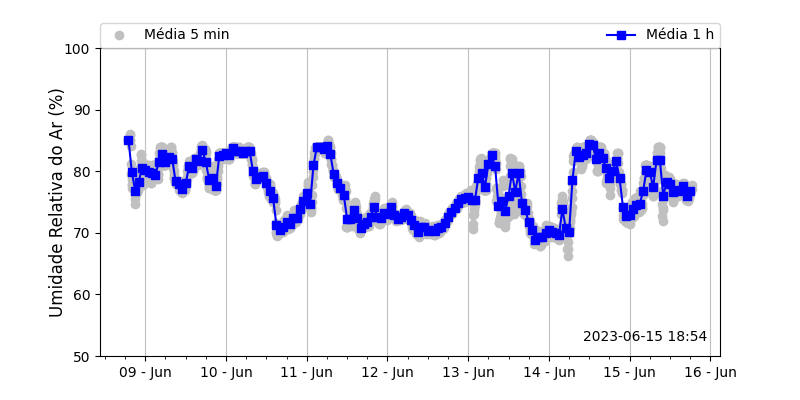 Média 5 min
Média 1 h
Umidade Relativa do Ar (%)
100
90
80
70
60
50
2023-06-15 18:54
09 - Jun
10 - Jun
11 - Jun
12 - Jun
13 - Jun
14 - Jun
15 - Jun
16 - Jun